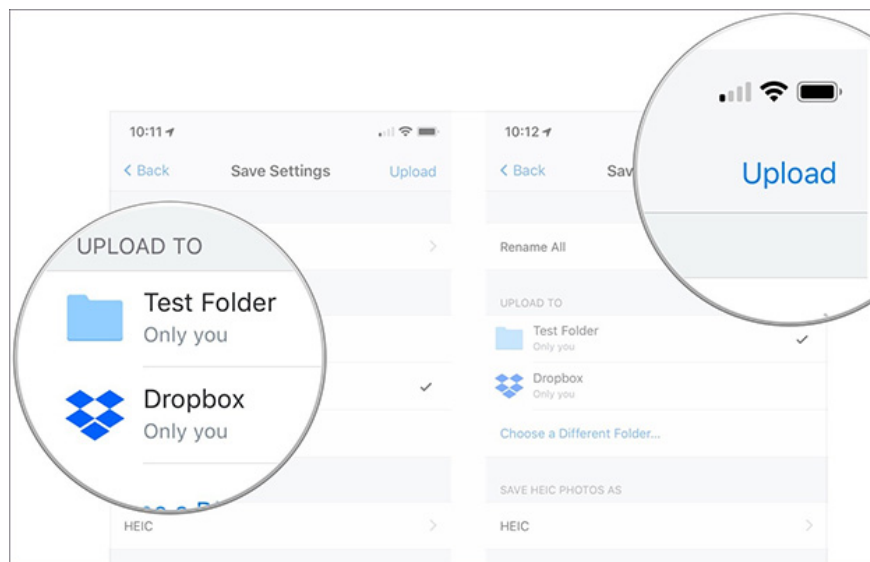 10:11
< Back Save Settings Upload
UPLOAD TO
Test Folder
Only you
Dropbox
Only you
HEIC
10:12
< Back Sav
Upload
Rename All
UPLOAD TO
Test Folder
Only you
Dropbox
Only you
Choose a Different Folder...
SAVE HEIC PHOTOS AS
HEIC